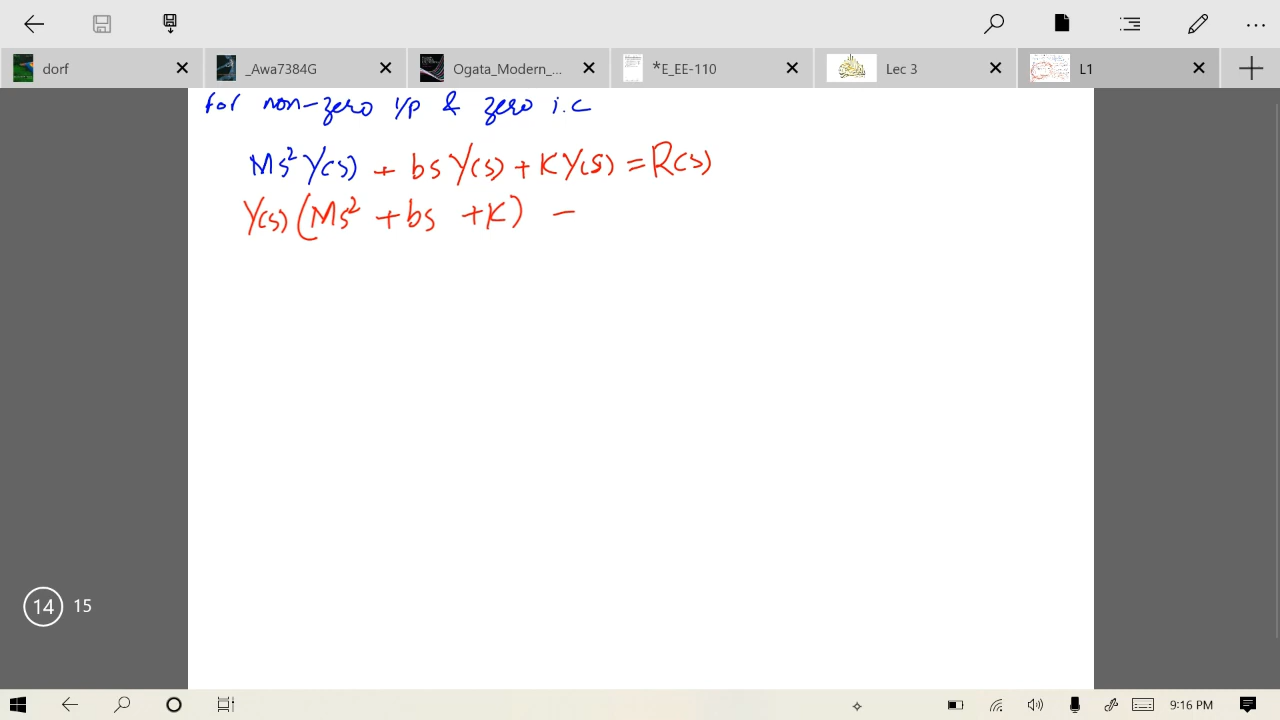 dorf
_Awa7384G
Ogata_Modern_...
*E_EE-110
Lec 3
L1
for non-zero i/p & zero i.c
Ms² Y(s) + bs Y(s) + K Y(s) = R(s)
Y(s) (Ms² + bs + K) –
14 15
9:16 PM